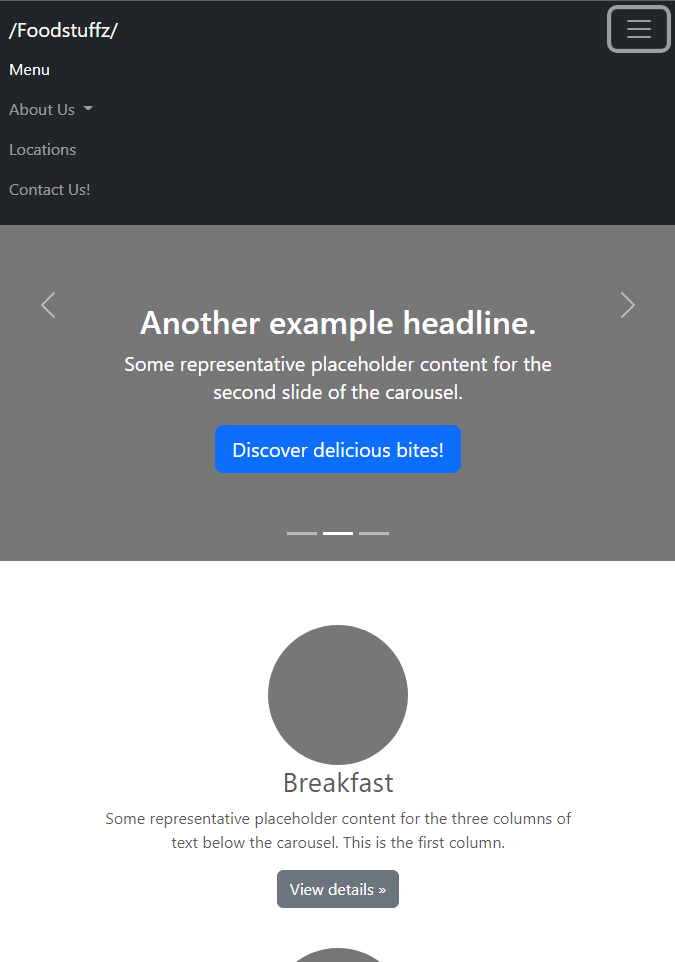 /Foodstuffz/
Menu
About Us
Locations
Contact Us!
Another example headline.
Some representative placeholder content for the
second slide of the carousel.
Discover delicious bites!
Breakfast
Some representative placeholder content for the three columns of
text below the carousel. This is the first column.
View details »